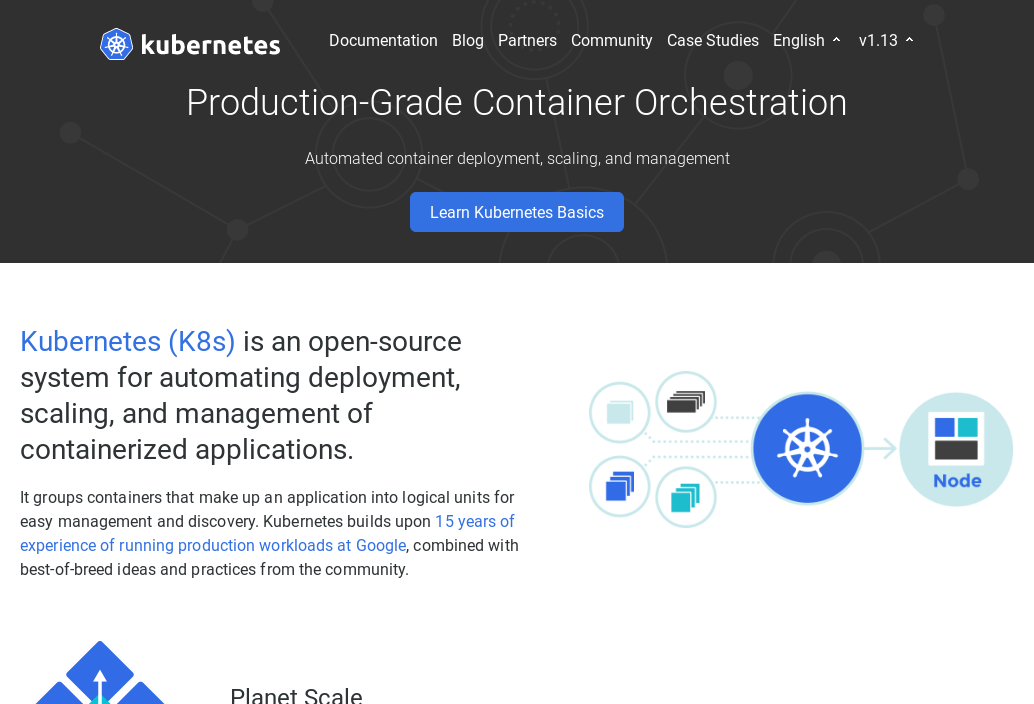 kubernetes
Documentation Blog Partners Community Case Studies English v1.13
Production-Grade Container Orchestration
Automated container deployment, scaling, and management
Learn Kubernetes Basics
Kubernetes (K8s) is an open-source
system for automating deployment,
scaling, and management of
containerized applications.
It groups containers that make up an application into logical units for
easy management and discovery. Kubernetes builds upon 15 years of
experience of running production workloads at Google, combined with
best-of-breed ideas and practices from the community.
Node
Planet Scale